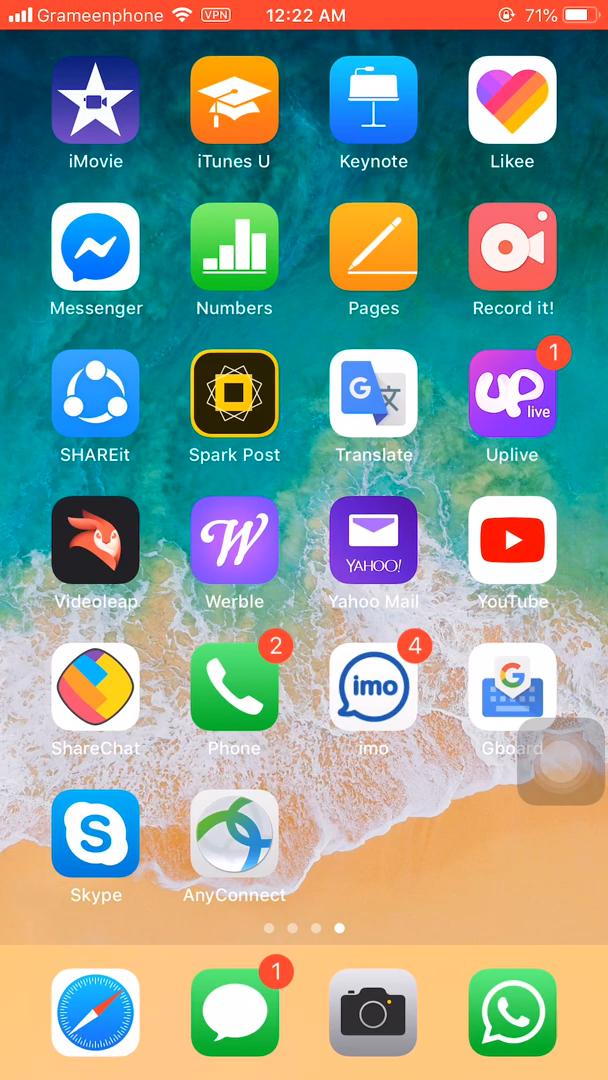 Grameenphone VPN 12:22 AM 71%
iMovie iTunes U Keynote Likee
Messenger Numbers Pages Record it!
G 文 UP live 1
SHAREit Spark Post Translate Uplive
W YAHOO!
Videoleap Werble Yahoo Mail YouTube
2 imo 4 G
ShareChat Phone imo Gboard
S
Skype AnyConnect
1